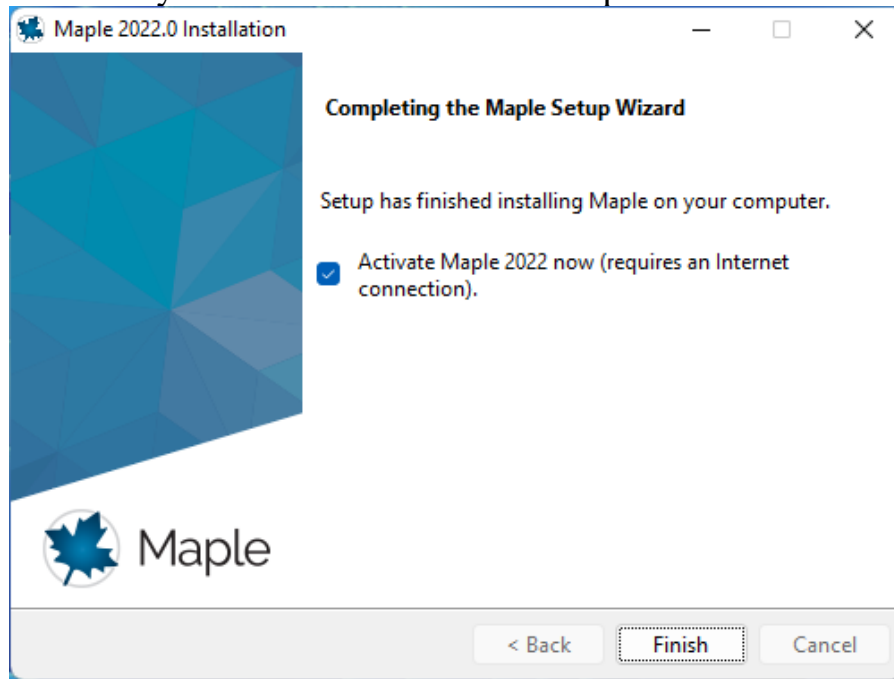 Maple 2022.0 Installation
Completing the Maple Setup Wizard
Setup has finished installing Maple on your computer.
Activate Maple 2022 now (requires an Internet
connection).
Maple
< Back
Finish
Cancel